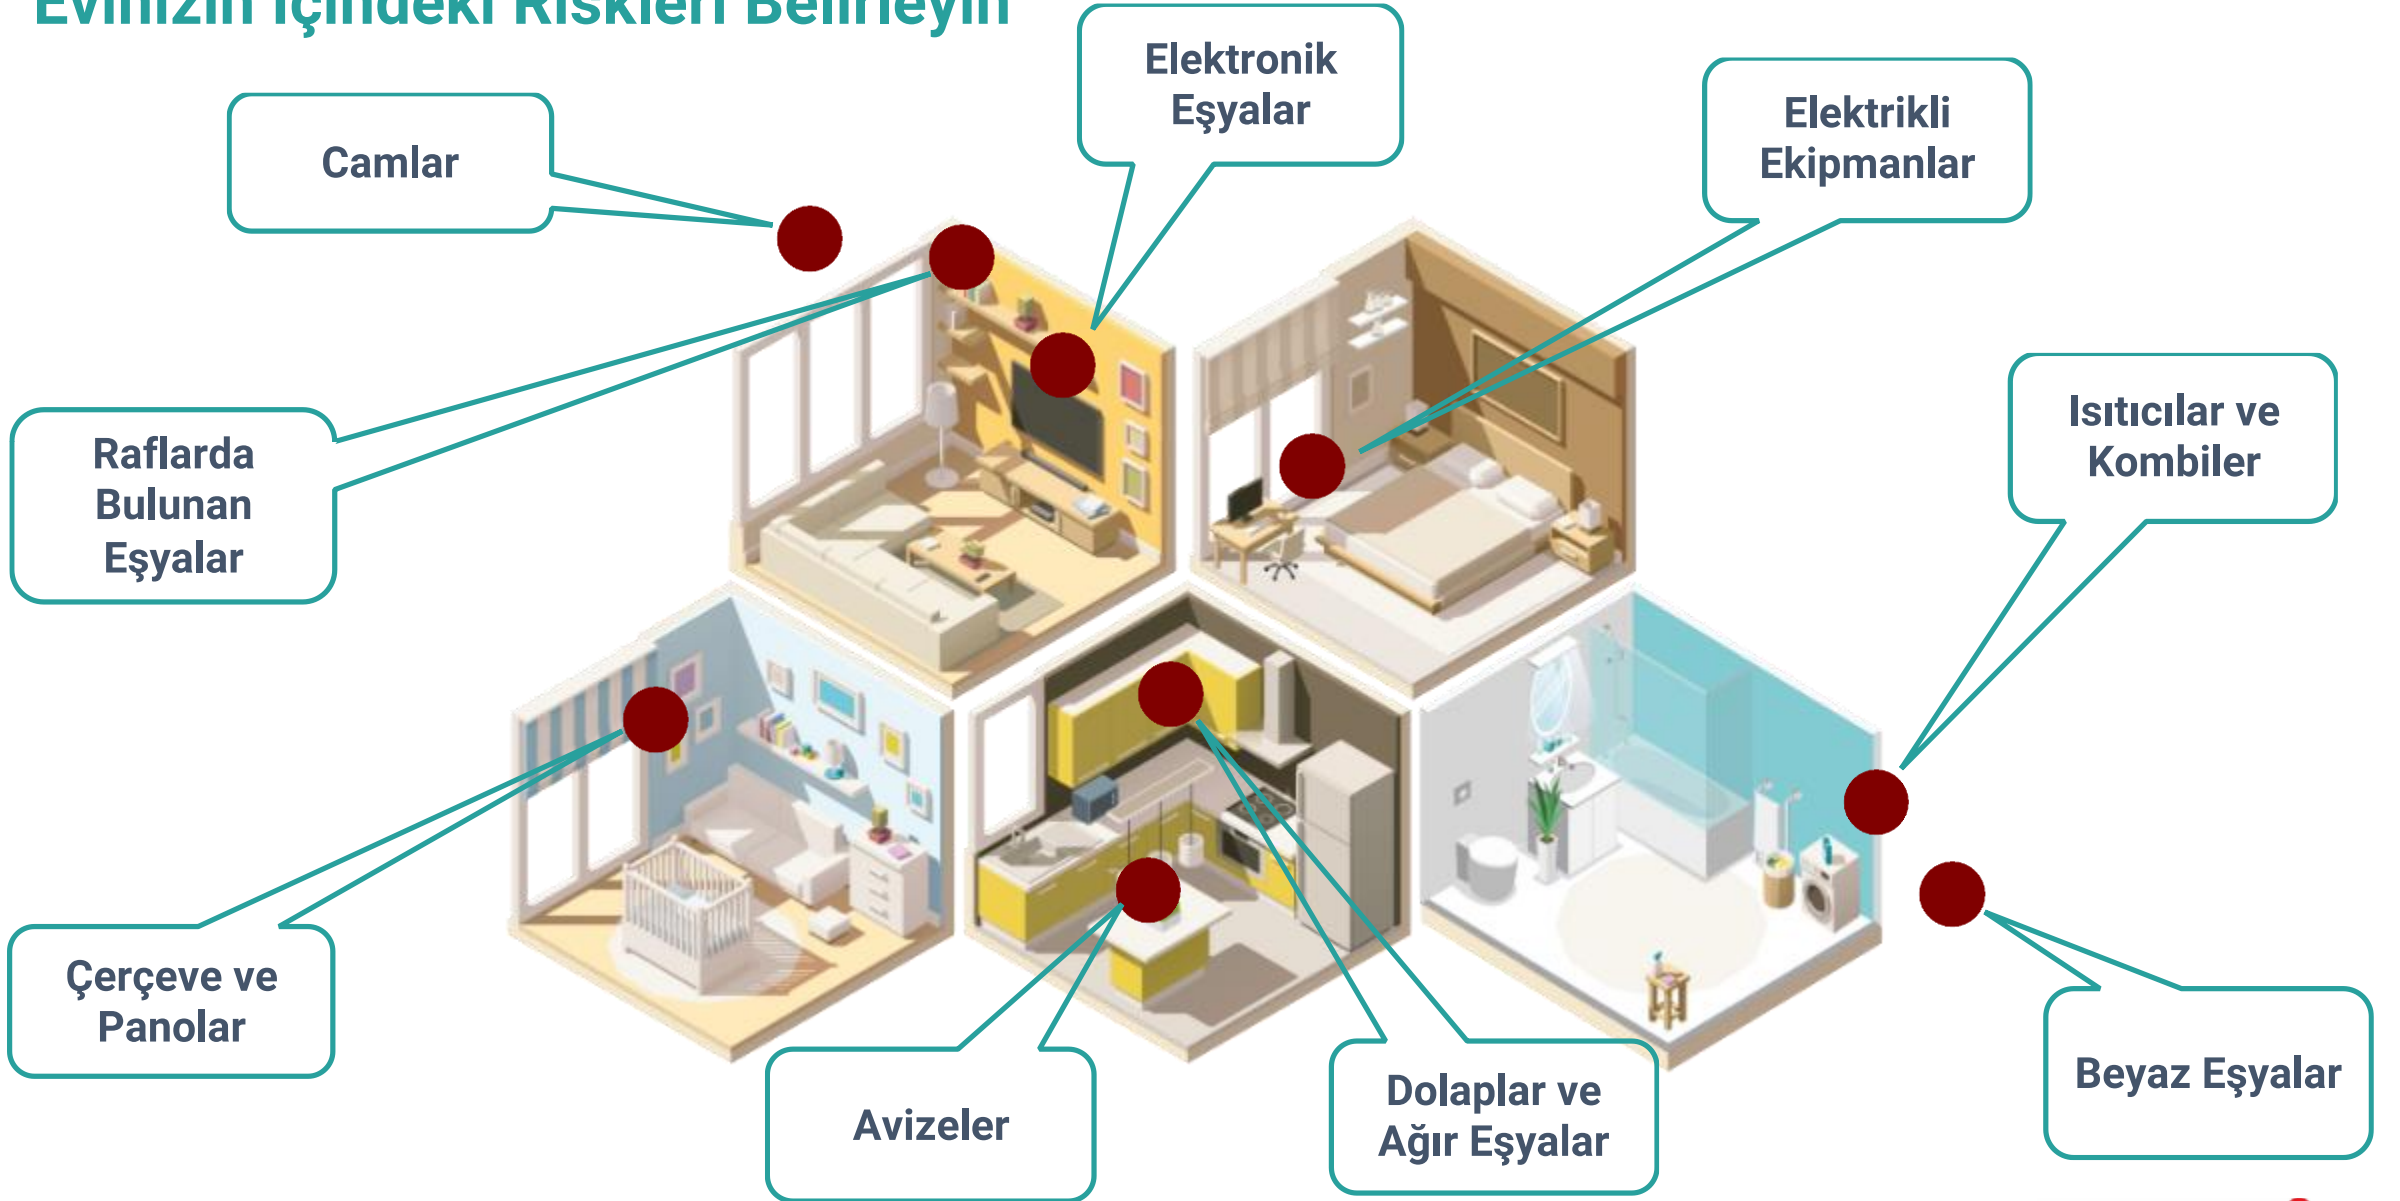 Evinizin İçindeki Riskleri Belirleyin
Elektronik
Eşyalar
Elektrikli
Ekipmanlar
Camlar
Isıtıcılar ve
Kombiler
Raflarda
Bulunan
Eşyalar
Çerçeve ve
Panolar
Avizeler
Dolaplar ve
Ağır Eşyalar
Beyaz Eşyalar